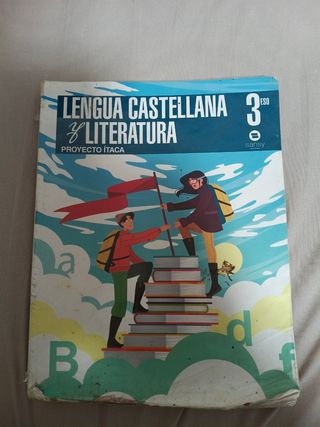 LENGUA CASTELLANA
y LITERATURA
PROYECTO ÍTACA
3 ESO
sansy
a
B
d
f